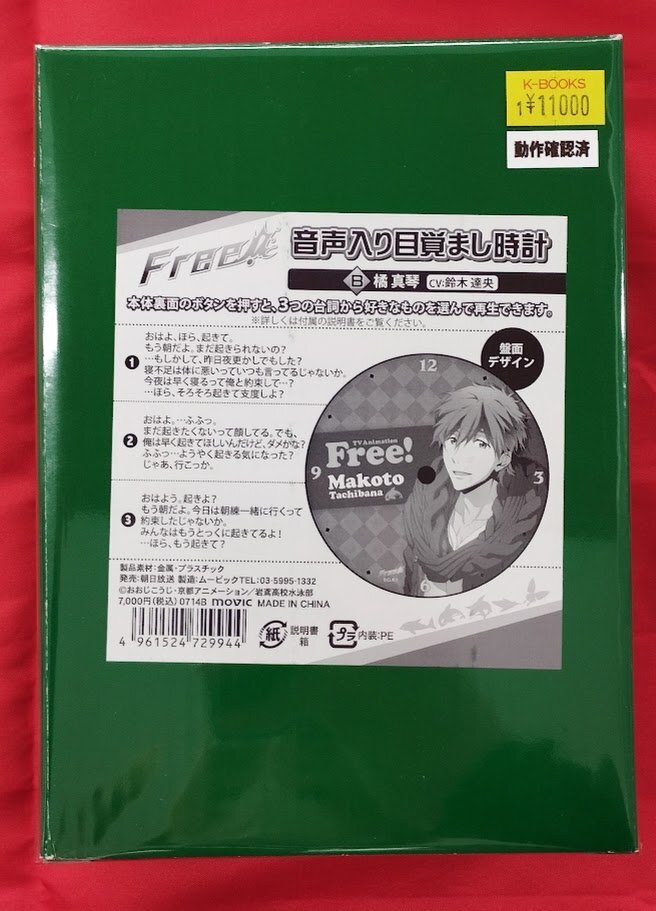 K-BOOKS
1¥11000
動作確認済
Free!
音声入り目覚まし時計
B 橘 真琴 CV:鈴木 達央
本体裏面のボタンを押すと、3つの台詞から好きなものを選んで再生できます。
※詳しくは付属の説明書をご覧ください。
盤面
デザイン
1
おはよ、ほら、起きて。
もう朝だよ。まだ起きられないの?
…もしかして、昨日夜更かしでもした?
寝不足は体に悪いっていつも言ってるじゃないか。
今夜は早く寝るって俺と約束して…?
…ほら、そろそろ起きて支度しよ?
2
おはよ。…ふふっ。
まだ起きたくないって顔してる。でも、
俺は早く起きてほしいんだけど、ダメかな?
ふふっ…ようやく起きる気になった?
じゃあ、行こっか。
3
おはよう。起きよ?
もう朝だよ。今日は朝練一緒に行くって
約束したじゃないか。
みんなはもうとっくに起きてるよ!
…ほら、もう起きて?
12
3
6
9
TV Animation
Free!
Makoto
Tachibana
製品素材:金属・プラスチック
発売:朝日放送 製造:ムービックTEL:03-5995-1332
©おおじこうじ・京都アニメーション/岩鳶高校水泳部
7,000円(税込) 0714B movic MADE IN CHINA
4 961524 729944
紙 説明書
箱
プラ 内装:PE